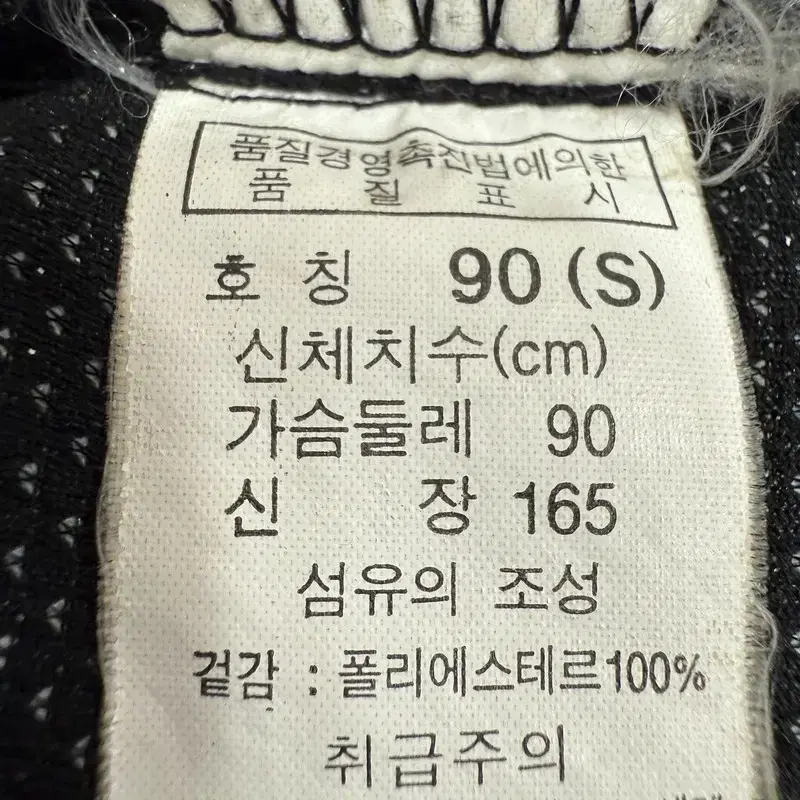 품질경영촉진법에의한
품 질 표 시
호 칭 90 (S)
신체치수(cm)
가슴둘레 90
신 장 165
섬유의 조성
겉감 : 폴리에스테르100%
취급주의